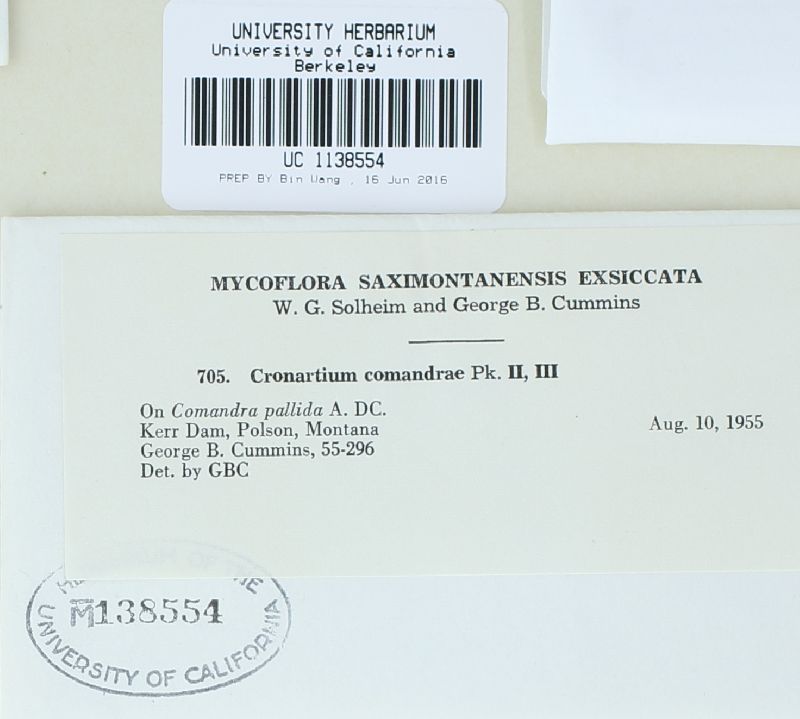 UNIVERSITY HERBARIUM
University of California
Berkeley
UC 1138554
PREP BY Bin Wang , 16 Jun 2016
MYCOFLORA SAXIMONTANENSIS EXSICCATA
W. G. Solheim and George B. Cummins
705. Cronartium comandrae Pk. II, III
On Comandra pallida A. DC.
Kerr Dam, Polson, Montana
Aug. 10, 1955
George B. Cummins, 55-296
Det. by GBC
OF THE
M138554
UNIVERSITY OF CALIFORNIA